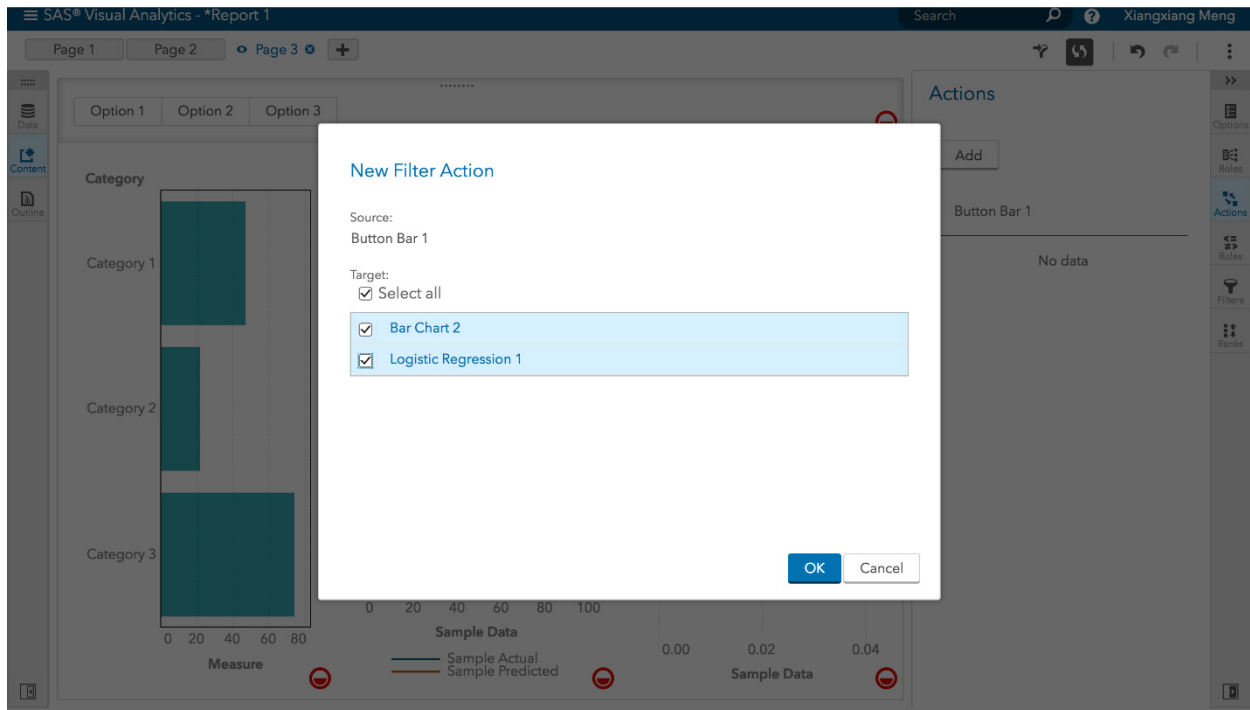 SAS® Visual Analytics - *Report 1
Search
Xiangxiang Meng
Page 1
Page 2
Page 3
Data
Content
Outline
Option 1
Option 2
Option 3
Category
Category 1
Category 2
Category 3
0 20 40 60 80
Measure
New Filter Action
Source:
Button Bar 1
Target:
Select all
Bar Chart 2
Logistic Regression 1
OK
Cancel
0 20 40 60 80 100
Sample Data
Sample Actual
Sample Predicted
0.00 0.02 0.04
Sample Data
Actions
Add
Button Bar 1
No data
Options
Roles
Actions
Rules
Filters
Ranks